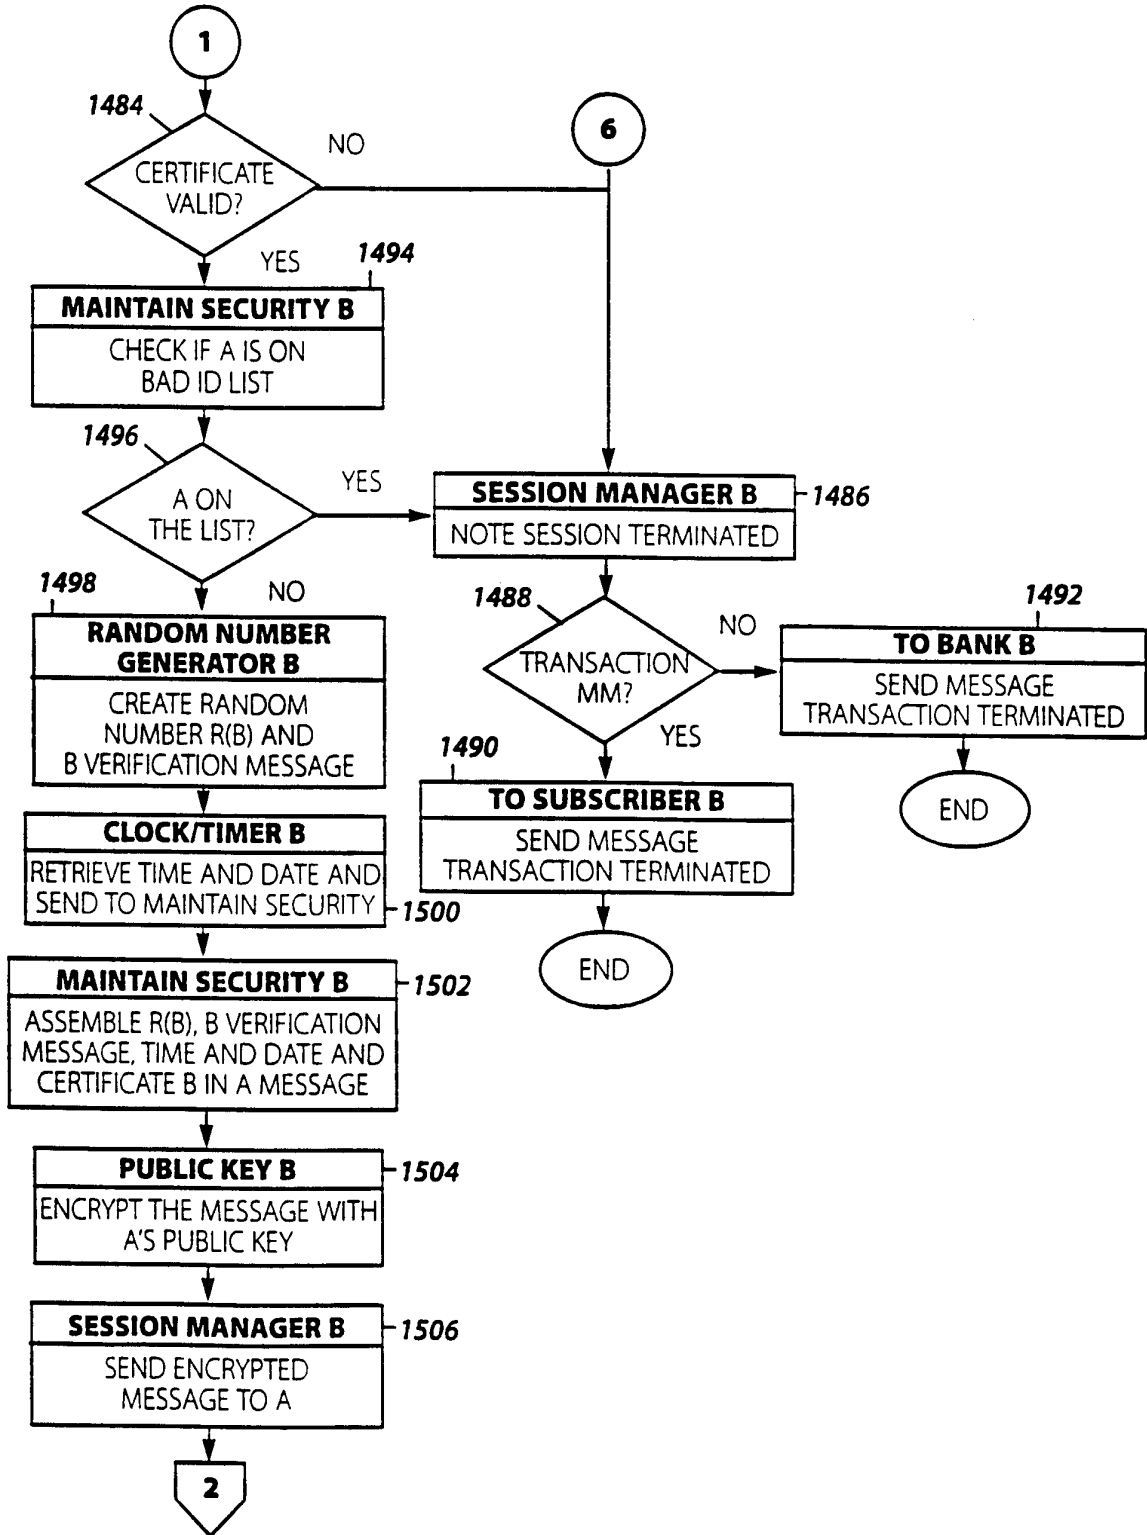 1
1484
CERTIFICATE
VALID?
NO
6
YES
1494
MAINTAIN SECURITY B
CHECK IF A IS ON
BAD ID LIST
1496
A ON
THE LIST?
YES
SESSION MANAGER B
1486
NOTE SESSION TERMINATED
NO
1498
RANDOM NUMBER
GENERATOR B
CREATE RANDOM
NUMBER R(B) AND
B VERIFICATION MESSAGE
1488
TRANSACTION
MM?
NO
1492
TO BANK B
SEND MESSAGE
TRANSACTION TERMINATED
END
YES
1490
TO SUBSCRIBER B
SEND MESSAGE
TRANSACTION TERMINATED
END
CLOCK/TIMER B
RETRIEVE TIME AND DATE AND
SEND TO MAINTAIN SECURITY
1500
MAINTAIN SECURITY B
1502
ASSEMBLE R(B), B VERIFICATION
MESSAGE, TIME AND DATE AND
CERTIFICATE B IN A MESSAGE
PUBLIC KEY B
1504
ENCRYPT THE MESSAGE WITH
A'S PUBLIC KEY
SESSION MANAGER B
1506
SEND ENCRYPTED
MESSAGE TO A
2